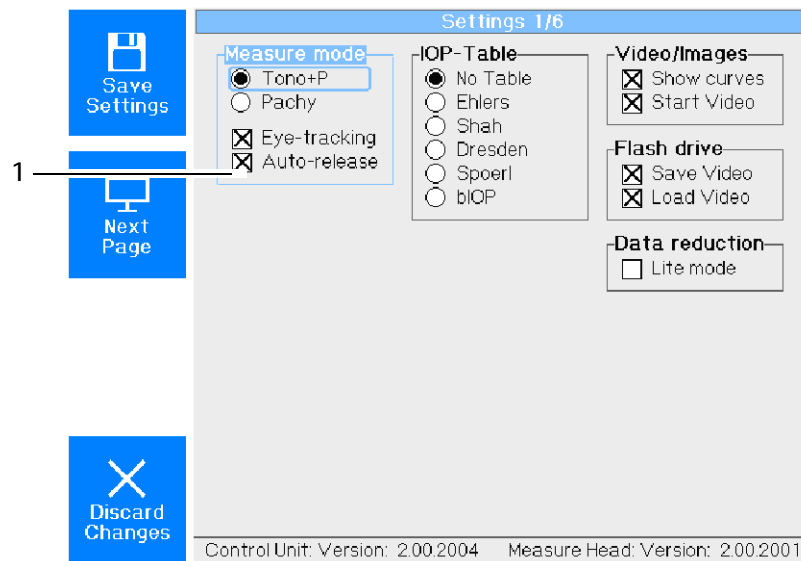 Settings 1/6
Save
Settings
1
Next
Page
Discard
Changes
Measure mode
Tono+P
Pachy
Eye-tracking
Auto-release
IOP-Table
No Table
Ehlers
Shah
Dresden
Spoerl
bIOP
Video/Images
Show curves
Start Video
Flash drive
Save Video
Load Video
Data reduction
Lite mode
Control Unit: Version: 2.00.2004 Measure Head: Version: 2.00.2001